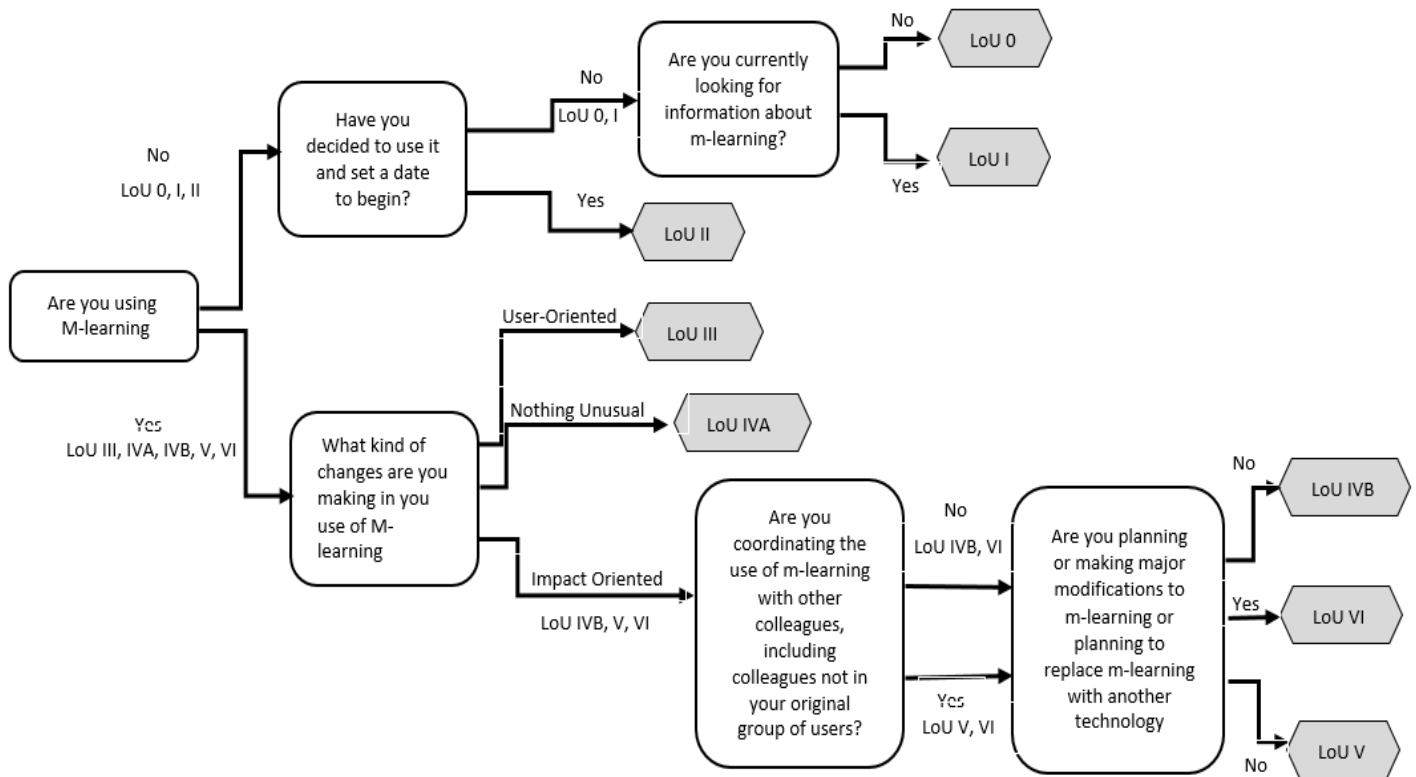 No
LoU 0
Are you currently
looking for
information about
m-learning?
No
LoU 0, I
Have you
decided to use it
and set a date
to begin?
No
LoU 0, I, II
LoU I
Yes
Yes
LoU II
Are you using
M-learning
User-Oriented
LoU III
Nothing Unusual
LoU IVA
Yes
LoU III, IVA, IVB, V, VI
What kind of
changes are you
making in you
use of M-
learning
Impact Oriented
LoU IVB, V, VI
Are you
coordinating the
use of m-learning
with other
colleagues,
including
colleagues not in
your original
group of users?
No
LoU IVB, VI
Yes
LoU V, VI
Are you planning
or making major
modifications to
m-learning or
planning to
replace m-learning
with another
technology
No
LoU IVB
Yes
LoU VI
No
LoU V